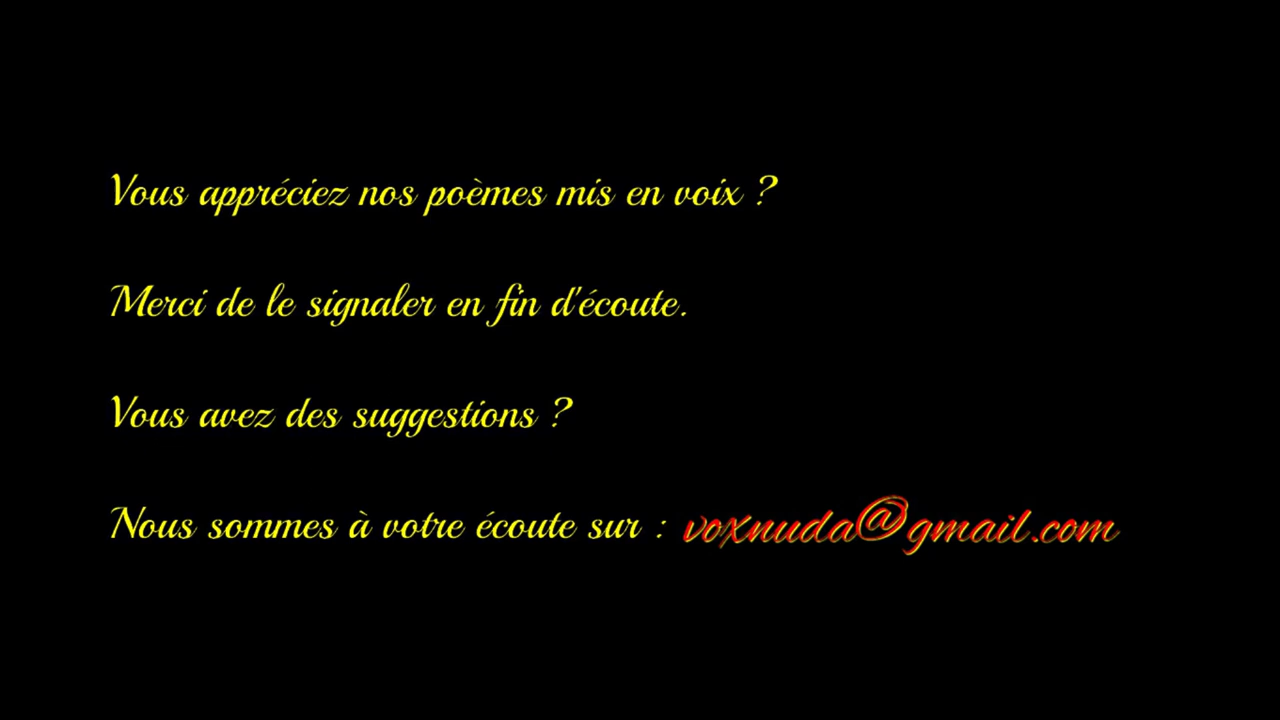 Vous appréciez nos poèmes mis en voix ?
Merci de le signaler en fin d'écoute.
Vous avez des suggestions ?
Nous sommes à votre écoute sur : voxnuda@gmail.com